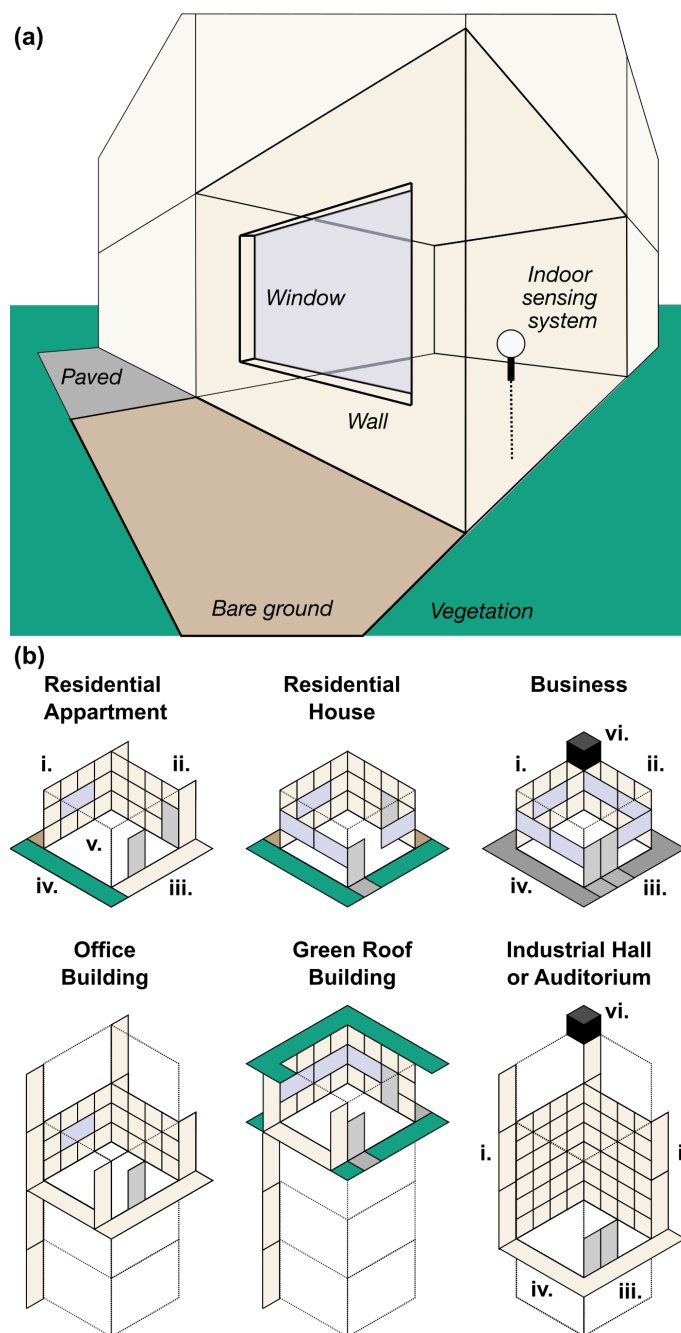 (a)
Window
Indoor
sensing
system
Paved
Wall
Bare ground
Vegetation
(b)
Residential
Appartment
Residential
House
Business
i.
ii.
v.
iv.
iii.
vi.
i.
ii.
iv.
iii.
Office
Building
Green Roof
Building
Industrial Hall
or Auditorium
vi.
i.
i
iv.
iii.